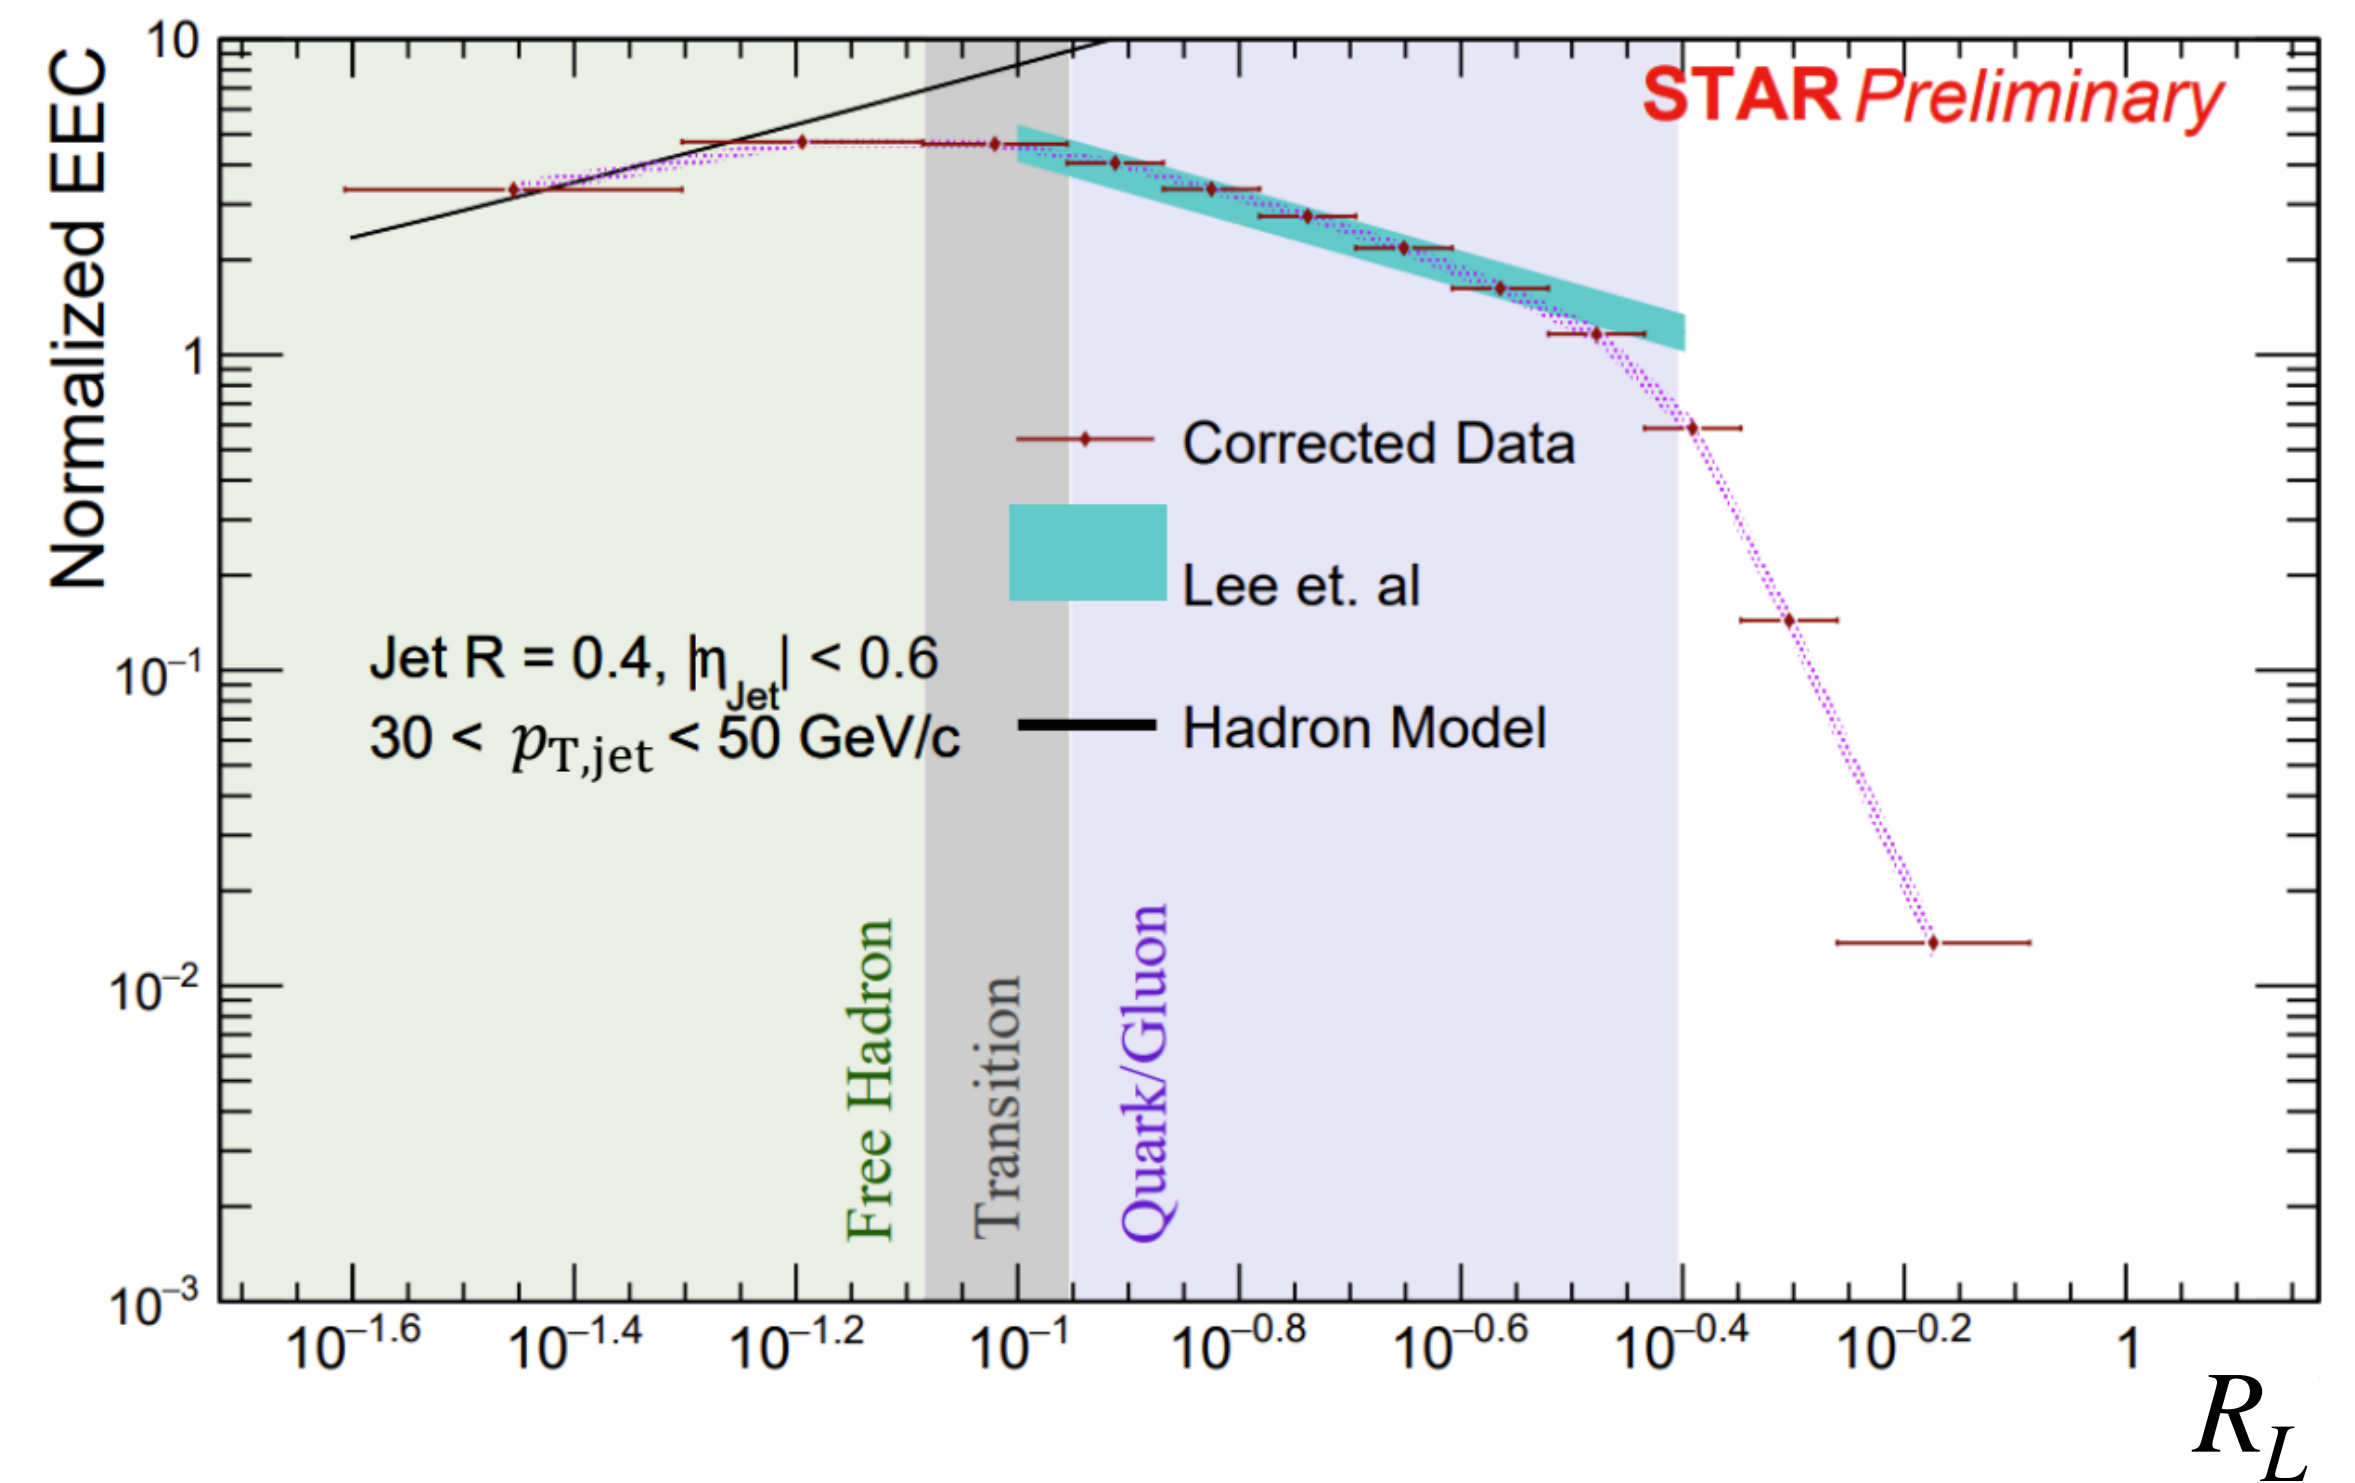 Normalized EEC
10
1
10⁻¹
10⁻²
10⁻³
STAR Preliminary
Corrected Data
Lee et. al
Hadron Model
Jet R = 0.4, |η_Jet| < 0.6
30 < p_T,jet < 50 GeV/c
Free Hadron
Transition
Quark/Gluon
10⁻¹·⁶ 10⁻¹·⁴ 10⁻¹·² 10⁻¹ 10⁻⁰·⁸ 10⁻⁰·⁶ 10⁻⁰·⁴ 10⁻⁰·² 1
R_L